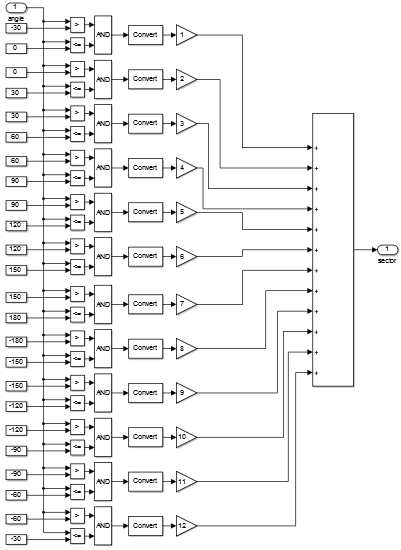 1
angle
-30 > AND Convert 1
0 <=
0 > AND Convert 2
30 <=
30 > AND Convert 3
60 <=
60 > AND Convert 4
90 <=
90 > AND Convert 5
120 <=
120 > AND Convert 6
150 <=
150 > AND Convert 7
180 <=
-180 > AND Convert 8
-150 <=
-150 > AND Convert 9
-120 <=
-120 > AND Convert 10
-90 <=
-90 > AND Convert 11
-60 <=
-60 > AND Convert 12
-30 <=
+
+
+
+
+
+
+
+
+
+
+
+
1
sector